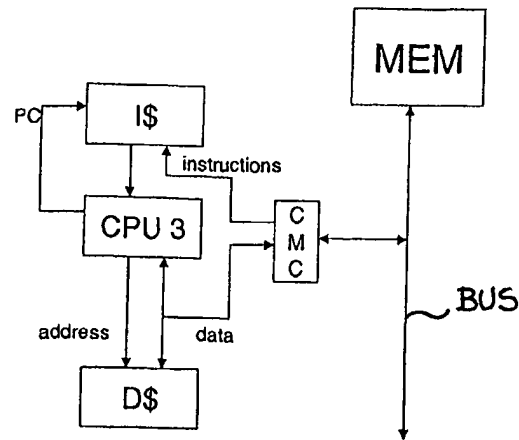 MEM
PC
I$
instructions
CPU 3
C
M
C
BUS
address
data
D$